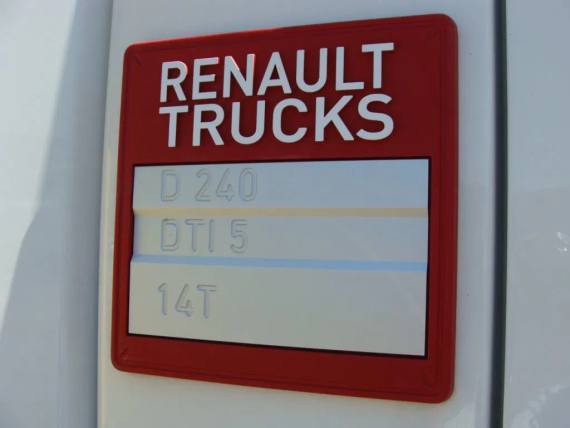 RENAULT
TRUCKS
D 240
DTI 5
14T